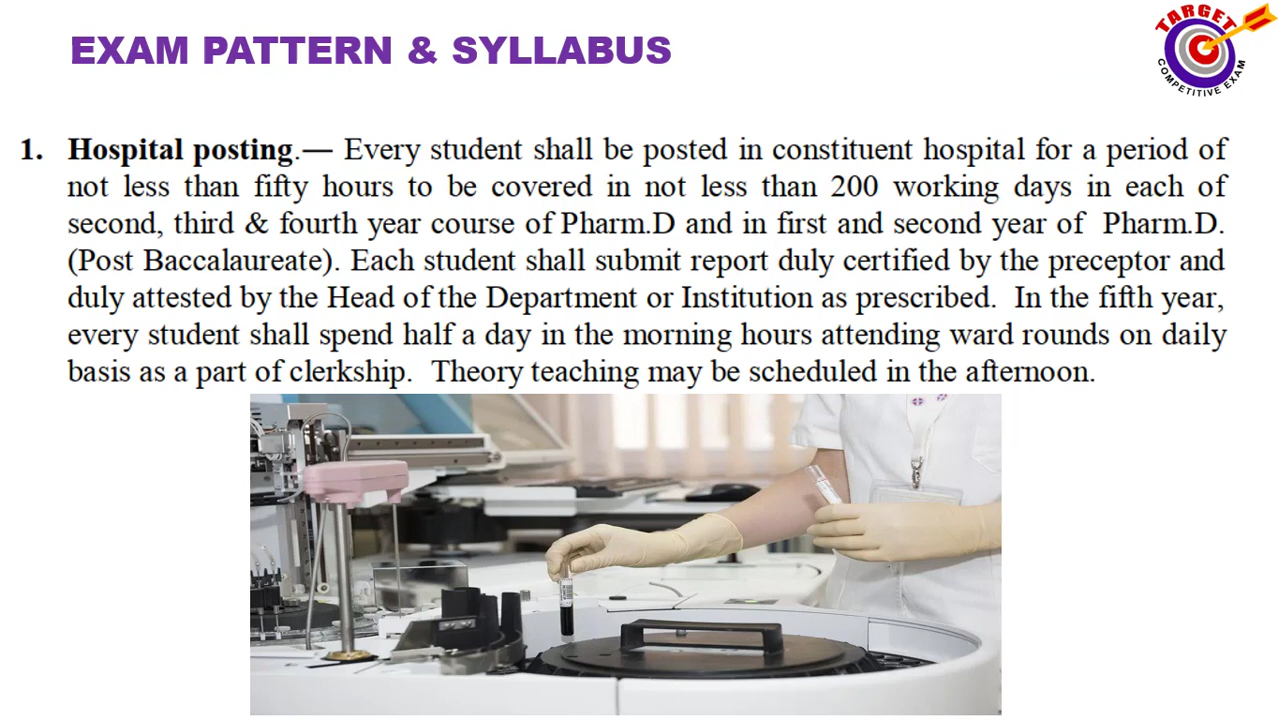 EXAM PATTERN & SYLLABUS
TARGET
COMPETITIVE EXAM
1. Hospital posting.— Every student shall be posted in constituent hospital for a period of
not less than fifty hours to be covered in not less than 200 working days in each of
second, third & fourth year course of Pharm.D and in first and second year of Pharm.D.
(Post Baccalaureate). Each student shall submit report duly certified by the preceptor and
duly attested by the Head of the Department or Institution as prescribed. In the fifth year,
every student shall spend half a day in the morning hours attending ward rounds on daily
basis as a part of clerkship. Theory teaching may be scheduled in the afternoon.